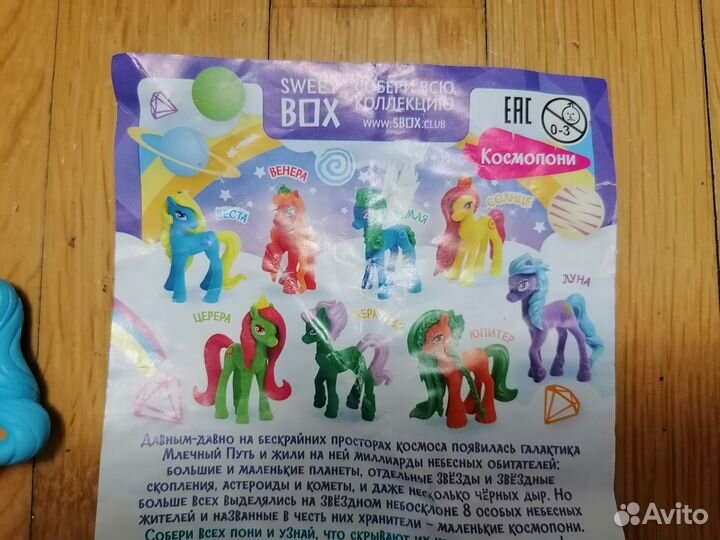 SWEET BOX
СОБЕРИ ВСЮ КОЛЛЕКЦИЮ
WWW.SBOX.CLUB
EAC
0-3
Космопони
ВЕСТА
ВЕНЕРА
СОЛНЦЕ
ЛУНА
ЦЕРЕРА
ЮПИТЕР
Давным-давно на бескрайних просторах космоса появилась галактика
Млечный Путь и жили на ней миллиарды небесных обитателей:
большие и маленькие планеты, отдельные звёзды и звёздные
скопления, астероиды и кометы, и даже несколько чёрных дыр. Но
больше всех выделялись на звёздном небосклоне 8 особых небесных
жителей и названные в честь них хранители – маленькие космопони.
Собери всех пони и узнай, что скрывают их
Avito